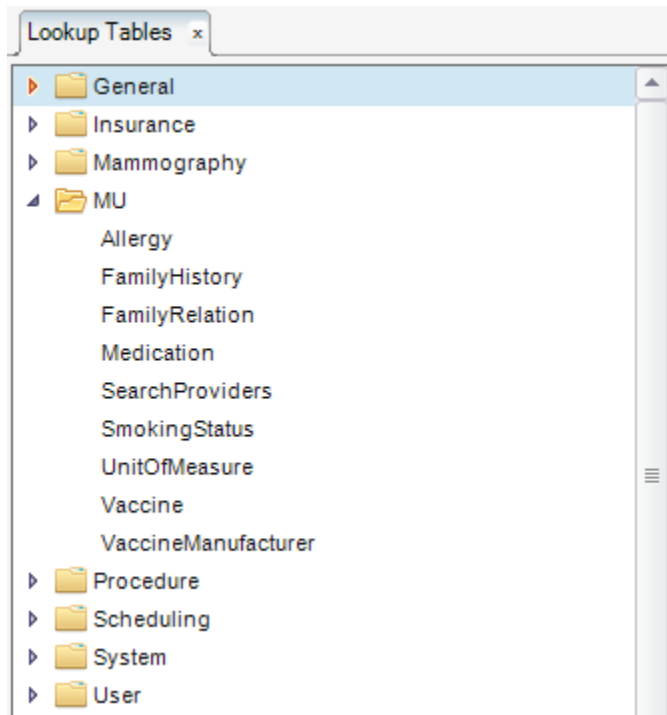 Lookup Tables x
General
Insurance
Mammography
MU
Allergy
FamilyHistory
FamilyRelation
Medication
SearchProviders
SmokingStatus
UnitOfMeasure
Vaccine
VaccineManufacturer
Procedure
Scheduling
System
User